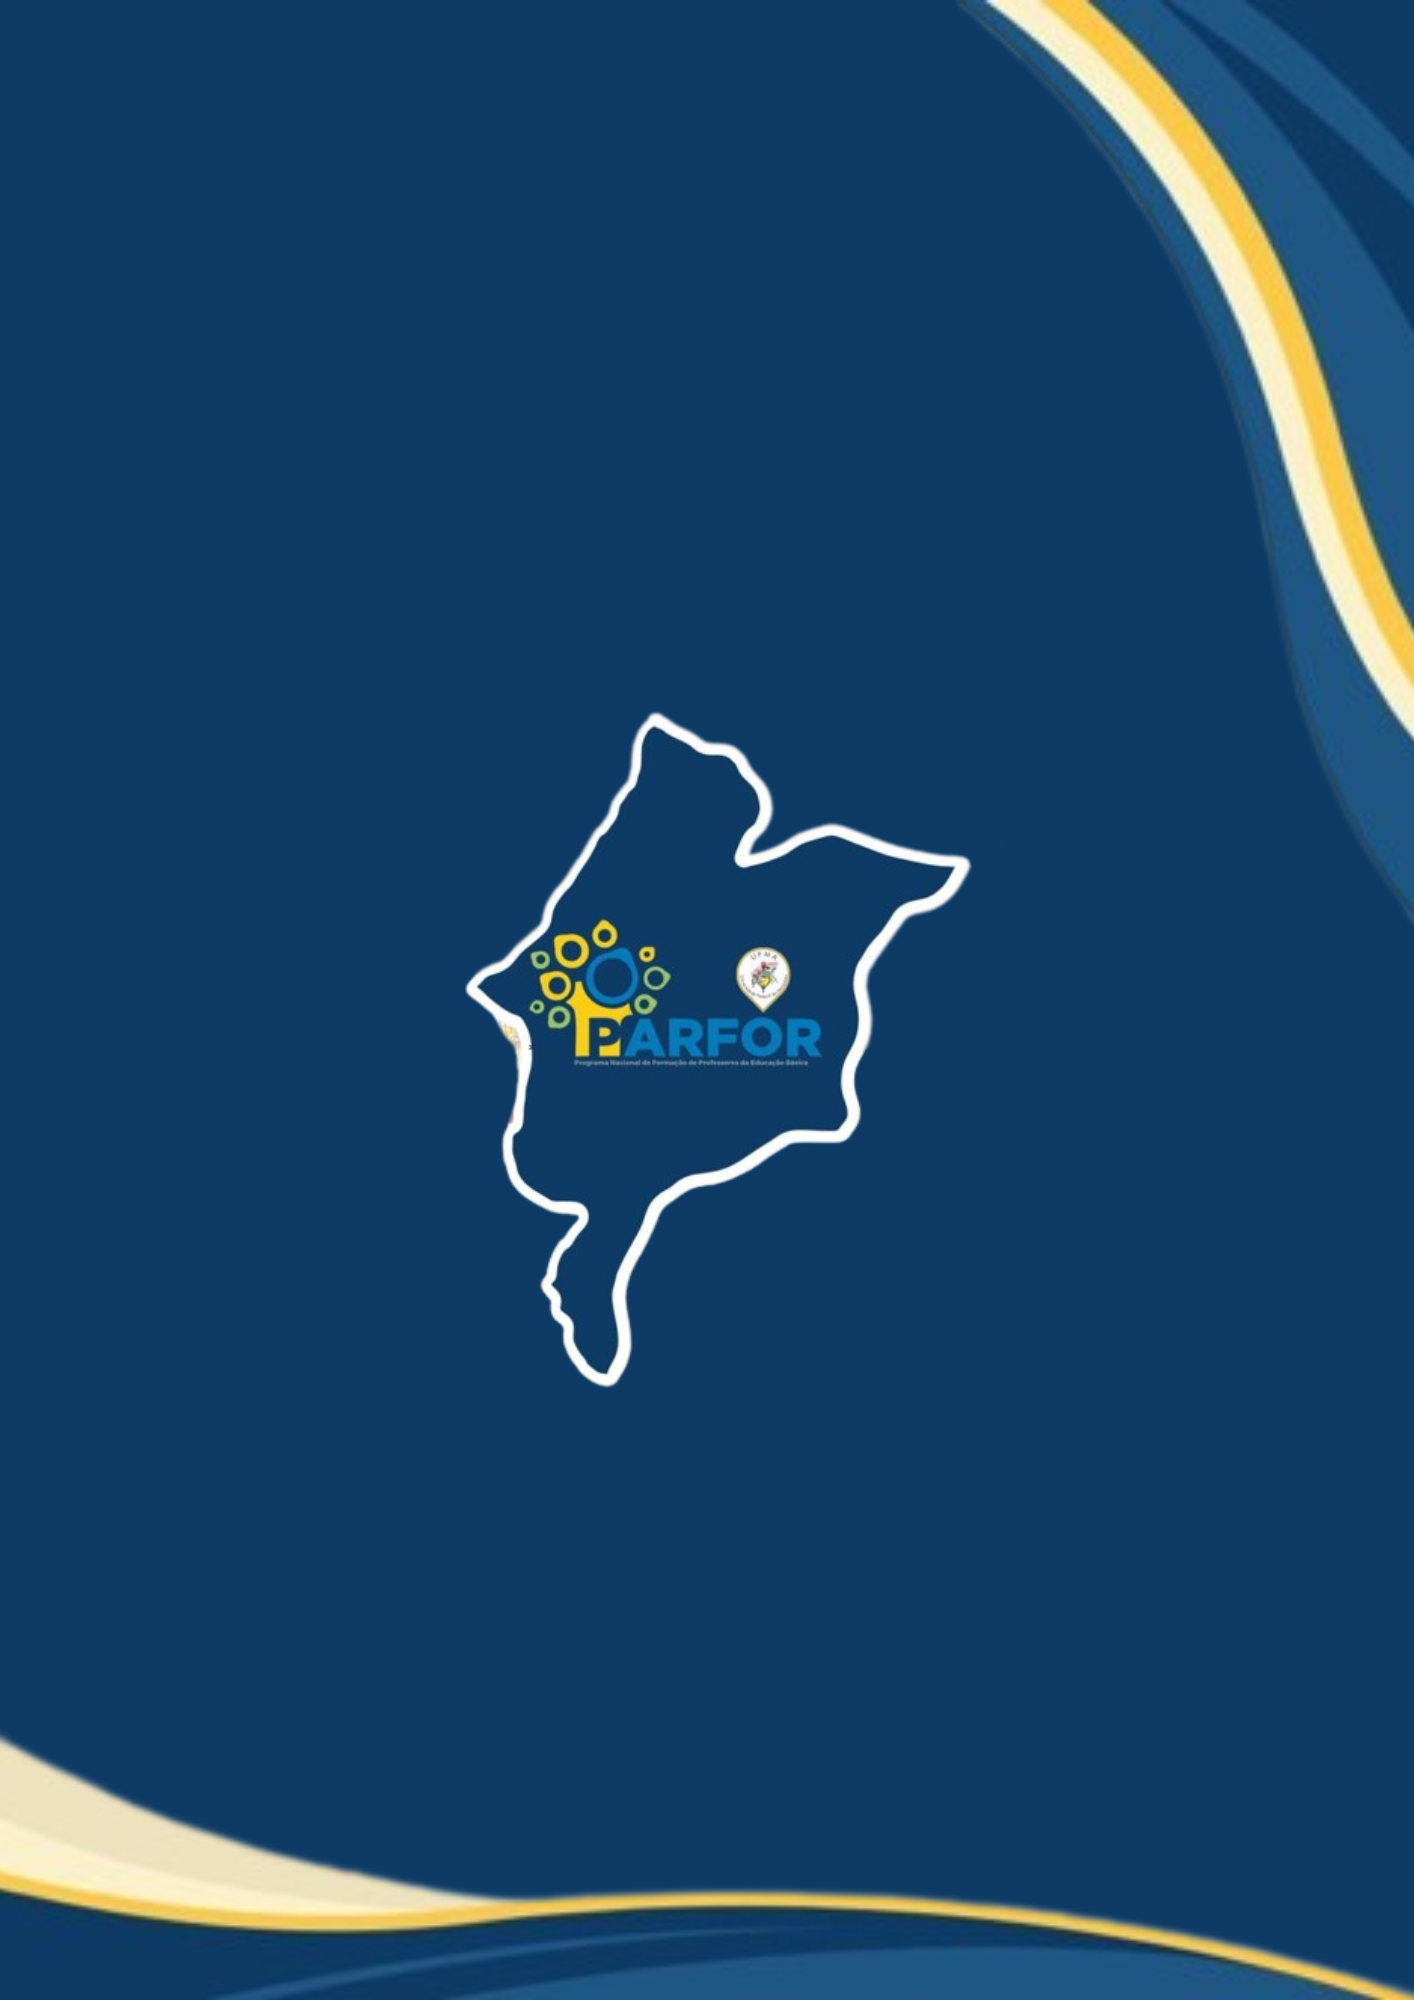 UFMA
PARFOR
Programa Nacional de Formação de Professores da Educação Básica